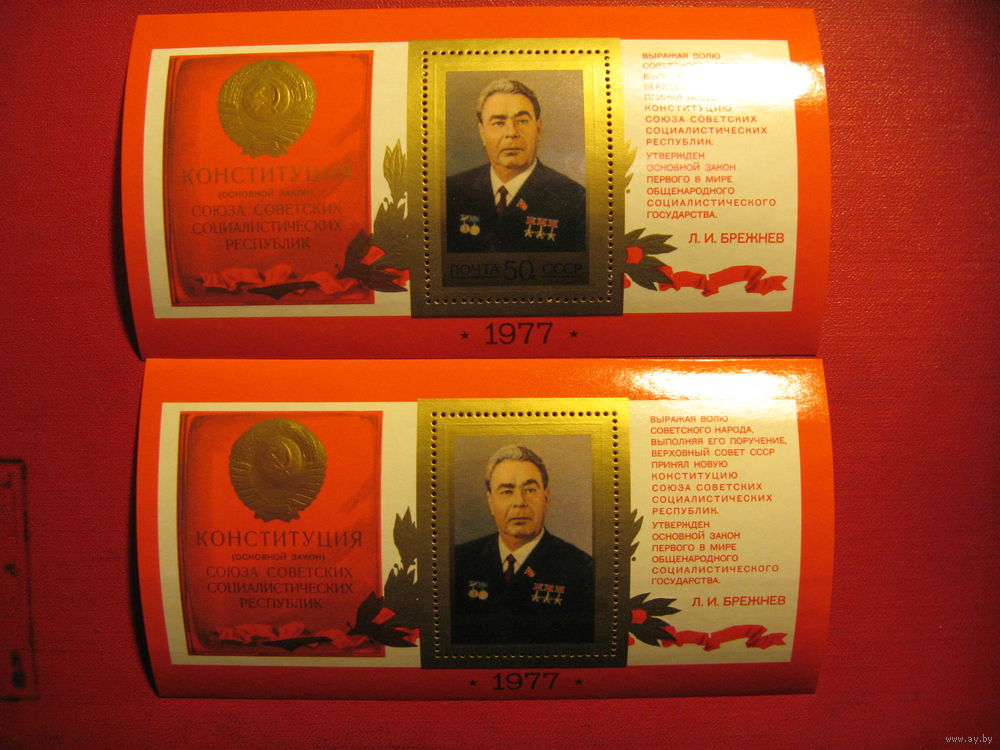 КОНСТИТУЦИЯ
(ОСНОВНОЙ ЗАКОН)
СОЮЗА СОВЕТСКИХ
СОЦИАЛИСТИЧЕСКИХ
РЕСПУБЛИК
ПОЧТА 50 СССР
ВЫРАЖАЯ ВОЛЮ
СОВЕТСКОГО
ПРИНЯЛ
КОНСТИТУЦИЮ
СОЮЗА СОВЕТСКИХ
СОЦИАЛИСТИЧЕСКИХ
РЕСПУБЛИК.
УТВЕРЖДЕН
ОСНОВНОЙ ЗАКОН
ПЕРВОГО В МИРЕ
ОБЩЕНАРОДНОГО
СОЦИАЛИСТИЧЕСКОГО
ГОСУДАРСТВА.
Л. И. БРЕЖНЕВ
★ 1977 ★
КОНСТИТУЦИЯ
(ОСНОВНОЙ ЗАКОН)
СОЮЗА СОВЕТСКИХ
СОЦИАЛИСТИЧЕСКИХ
РЕСПУБЛИК
ВЫРАЖАЯ ВОЛЮ
СОВЕТСКОГО НАРОДА,
ВЫПОЛНЯЯ ЕГО ПОРУЧЕНИЕ,
ВЕРХОВНЫЙ СОВЕТ СССР
ПРИНЯЛ НОВУЮ
КОНСТИТУЦИЮ
СОЮЗА СОВЕТСКИХ
СОЦИАЛИСТИЧЕСКИХ
РЕСПУБЛИК.
УТВЕРЖДЕН
ОСНОВНОЙ ЗАКОН
ПЕРВОГО В МИРЕ
ОБЩЕНАРОДНОГО
СОЦИАЛИСТИЧЕСКОГО
ГОСУДАРСТВА.
Л. И. БРЕЖНЕВ
★ 1977 ★
www.ay.by